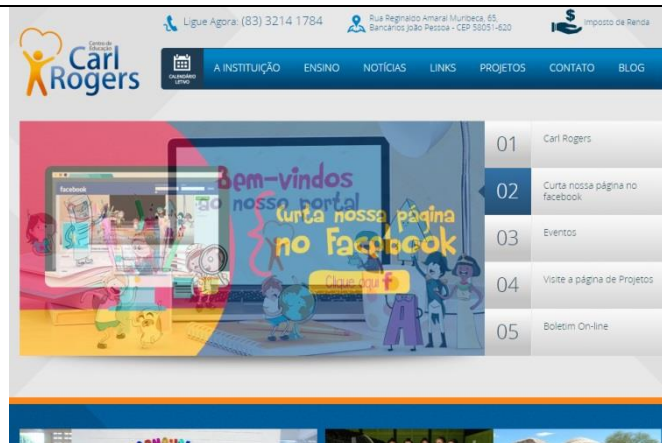 Ligue Agora: (83) 3214 1784
Rua Reginaldo Amaral Muribeca, 65,
Bancários João Pessoa - CEP 58051-620
Imposto de Renda
Centro de
Educação
Carl
Rogers
CALENDÁRIO
LETIVO
A INSTITUIÇÃO
ENSINO
NOTÍCIAS
LINKS
PROJETOS
CONTATO
BLOG
facebook
Bem-vindos
ao nosso portal
Curta nossa página
no Facebook
Clique aqui f
01 Carl Rogers
02 Curta nossa página no
facebook
03 Eventos
04 Visite a página de Projetos
05 Boletim On-line